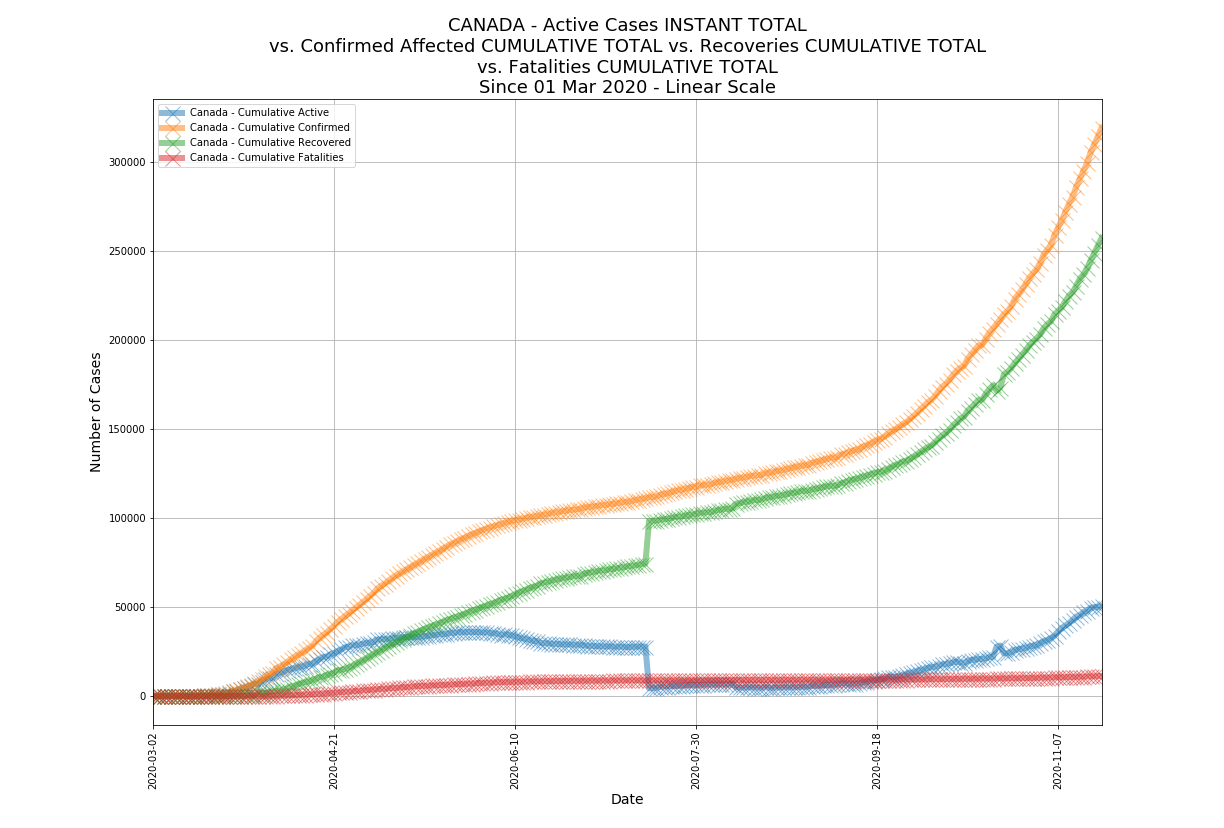 CANADA - Active Cases INSTANT TOTAL
vs. Confirmed Affected CUMULATIVE TOTAL vs. Recoveries CUMULATIVE TOTAL
vs. Fatalities CUMULATIVE TOTAL
Since 01 Mar 2020 - Linear Scale
Canada - Cumulative Active
Canada - Cumulative Confirmed
Canada - Cumulative Recovered
Canada - Cumulative Fatalities
300000
250000
200000
150000
100000
50000
0
Number of Cases
2020-03-02
2020-04-21
2020-06-10
2020-07-30
2020-09-18
2020-11-07
Date